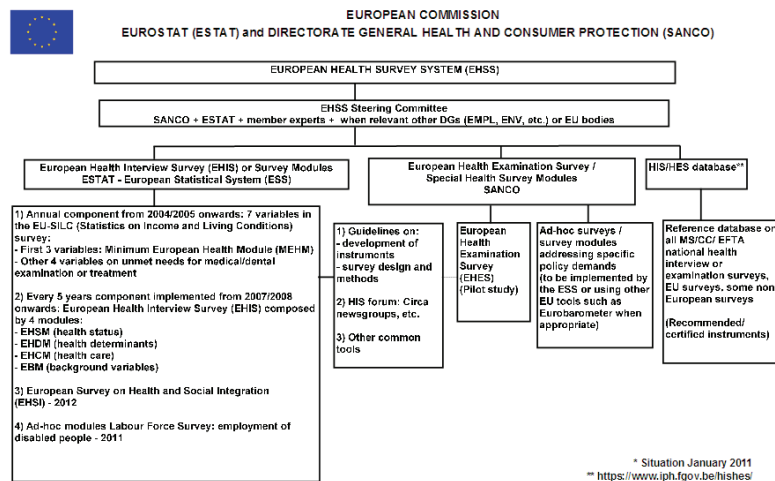 EUROPEAN COMMISSION
EUROSTAT (ESTAT) and DIRECTORATE GENERAL HEALTH AND CONSUMER PROTECTION (SANCO)
EUROPEAN HEALTH SURVEY SYSTEM (EHSS)
EHSS Steering Committee
SANCO + ESTAT + member experts + when relevant other DGs (EMPL, ENV, etc.) or EU bodies
European Health Interview Survey (EHIS) or Survey Modules
ESTAT - European Statistical System (ESS)
European Health Examination Survey /
Special Health Survey Modules
SANCO
HIS/HES database**
1) Annual component from 2004/2005 onwards: 7 variables in
the EU-SILC (Statistics on Income and Living Conditions)
survey:
- First 3 variables: Minimum European Health Module (MEHM)
- Other 4 variables on unmet needs for medical/dental
examination or treatment
2) Every 5 years component implemented from 2007/2008
onwards: European Health Interview Survey (EHIS) composed
by 4 modules:
- EHSM (health status)
- EHDM (health determinants)
- EHCM (health care)
- EBM (background variables)
3) European Survey on Health and Social Integration
(EHSI) - 2012
4) Ad-hoc modules Labour Force Survey: employment of
disabled people - 2011
1) Guidelines on:
- development of
instruments
- survey design and
methods
2) HIS forum: Circa
newsgroups, etc.
3) Other common
tools
European
Health
Examination
Survey
(EHES)
(Pilot study)
Ad-hoc surveys /
survey modules
addressing specific
policy demands
(to be implemented by
the ESS or using other
EU tools such as
Eurobarometer when
appropriate)
Reference database on
all MS/CC/ EFTA
national health
interview or
examination surveys,
EU surveys, some non
European surveys
(Recommended/
certified instruments)
* Situation January 2011
** https://www.iph.fgov.be/hishes/